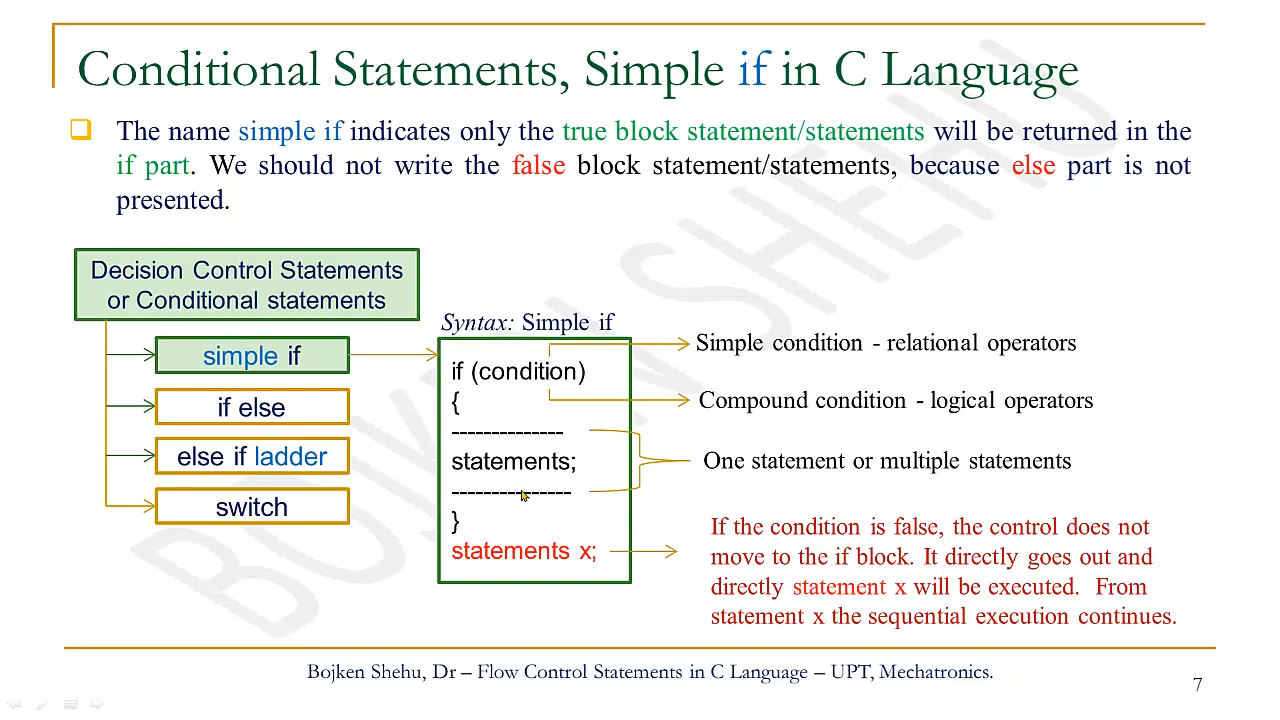 Conditional Statements, Simple if in C Language
The name simple if indicates only the true block statement/statements will be returned in the
if part. We should not write the false block statement/statements, because else part is not
presented.
Decision Control Statements
or Conditional statements
simple if
if else
else if ladder
switch
Syntax: Simple if
if (condition)
{
--------------
statements;
---------------
}
statements x;
Simple condition - relational operators
Compound condition - logical operators
One statement or multiple statements
If the condition is false, the control does not
move to the if block. It directly goes out and
directly statement x will be executed. From
statement x the sequential execution continues.
BOJKEN SHEHU
Bojken Shehu, Dr – Flow Control Statements in C Language – UPT, Mechatronics.
7